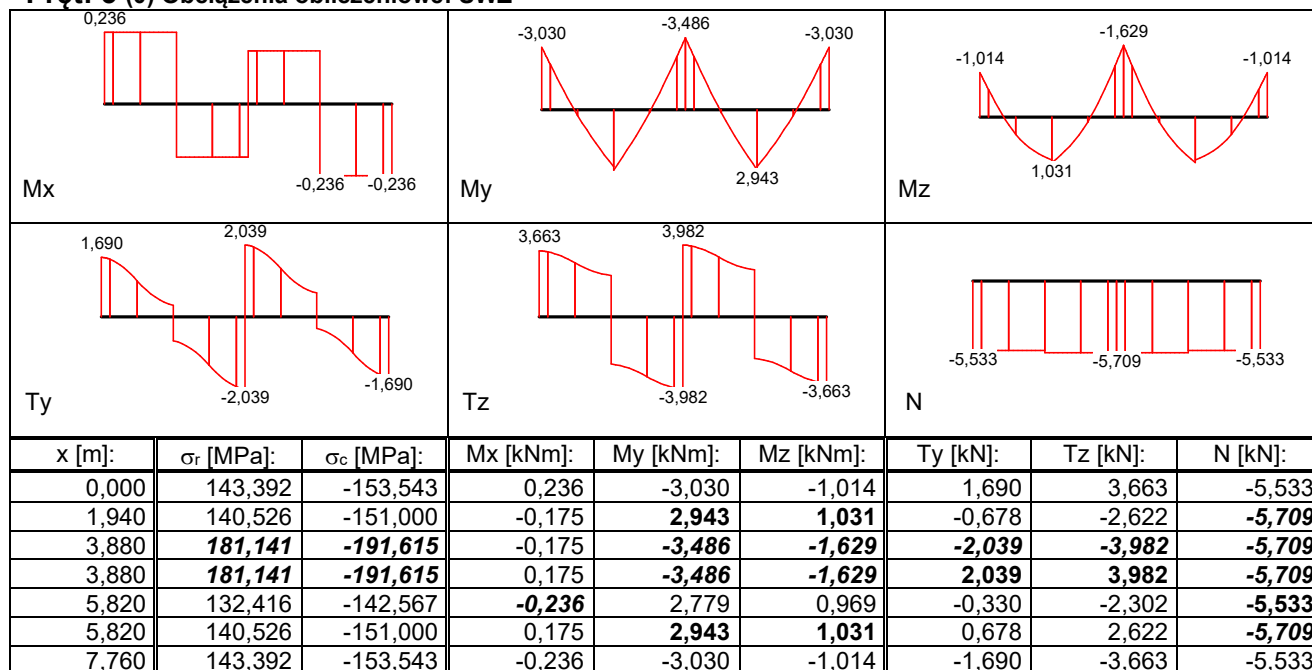 (J) Obciążenia obliczeniowe:
0,236
-0,236 -0,236
Mx
-3,030 -3,486 -3,030
2,943
My
-1,014 -1,629 -1,014
1,031
Mz
1,690 2,039
-2,039 -1,690
Ty
3,663 3,982
-3,982 -3,663
Tz
-5,533 -5,709 -5,533
N
x [m]: σr [MPa]: σc [MPa]: Mx [kNm]: My [kNm]: Mz [kNm]: Ty [kN]: Tz [kN]: N [kN]:
0,000 143,392 -153,543 0,236 -3,030 -1,014 1,690 3,663 -5,533
1,940 140,526 -151,000 -0,175 2,943 1,031 -0,678 -2,622 -5,709
3,880 181,141 -191,615 -0,175 -3,486 -1,629 -2,039 -3,982 -5,709
3,880 181,141 -191,615 0,175 -3,486 -1,629 2,039 3,982 -5,709
5,820 132,416 -142,567 -0,236 2,779 0,969 -0,330 -2,302 -5,533
5,820 140,526 -151,000 0,175 2,943 1,031 0,678 2,622 -5,709
7,760 143,392 -153,543 -0,236 -3,030 -1,014 -1,690 -3,663 -5,533